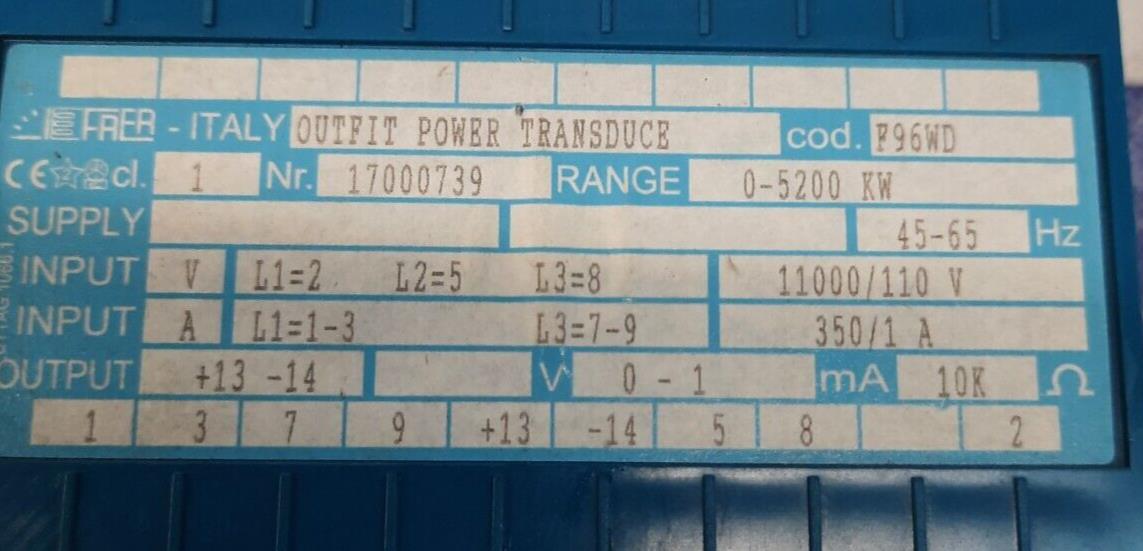 FRER - ITALY OUTFIT POWER TRANSDUCE cod. F96WD
CE cl. 1 Nr. 17000739 RANGE 0-5200 KW
SUPPLY 45-65 Hz
INPUT V L1=2 L2=5 L3=8 11000/110 V
INPUT A L1=1-3 L3=7-9 350/1 A
OUTPUT +13 -14 V 0 - 1 mA 10K Ω
1 3 7 9 +13 -14 5 8 2